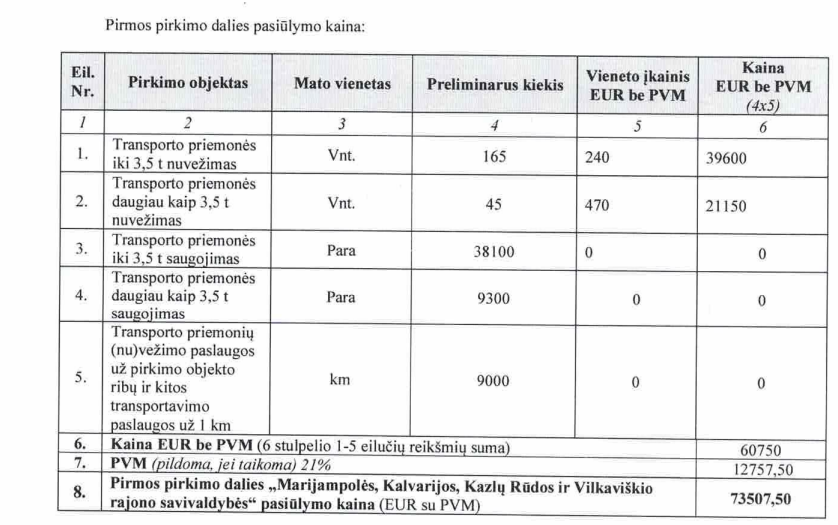 Pirmos pirkimo dalies pasiūlymo kaina:
Eil. Nr.
Pirkimo objektas
Mato vienetas
Preliminarus kiekis
Vieneto įkainis
EUR be PVM
Kaina
EUR be PVM
(4x5)
1 2 3 4 5 6
1. Transporto priemonės
iki 3,5 t nuvežimas
Vnt. 165 240 39600
2. Transporto priemonės
daugiau kaip 3,5 t
nuvežimas
Vnt. 45 470 21150
3. Transporto priemonės
iki 3,5 t saugojimas
Para 38100 0 0
4. Transporto priemonės
daugiau kaip 3,5 t
saugojimas
Para 9300 0 0
5. Transporto priemonių
(nu)vežimo paslaugos
už pirkimo objekto
ribų ir kitos
transportavimo
paslaugos už 1 km
km 9000 0 0
6. Kaina EUR be PVM (6 stulpelio 1-5 eilučių reikšmių suma) 60750
7. PVM (pildoma, jei taikoma) 21% 12757,50
8. Pirmos pirkimo dalies „Marijampolės, Kalvarijos, Kazlų Rūdos ir Vilkaviškio
rajono savivaldybės“ pasiūlymo kaina (EUR su PVM) 73507,50